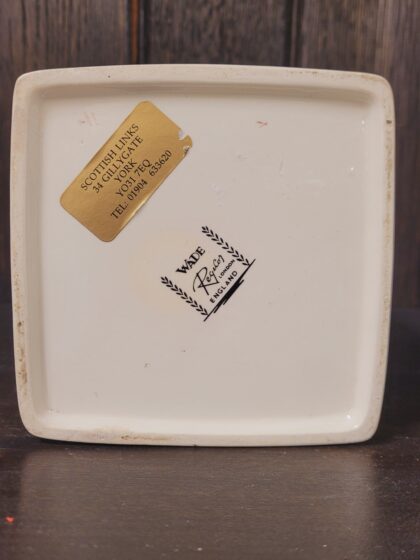 SCOTTISH LINKS
34 GILLYGATE
YORK
YO31 7EQ
TEL: 01904 633620
WADE
Regicor
LONDON
ENGLAND